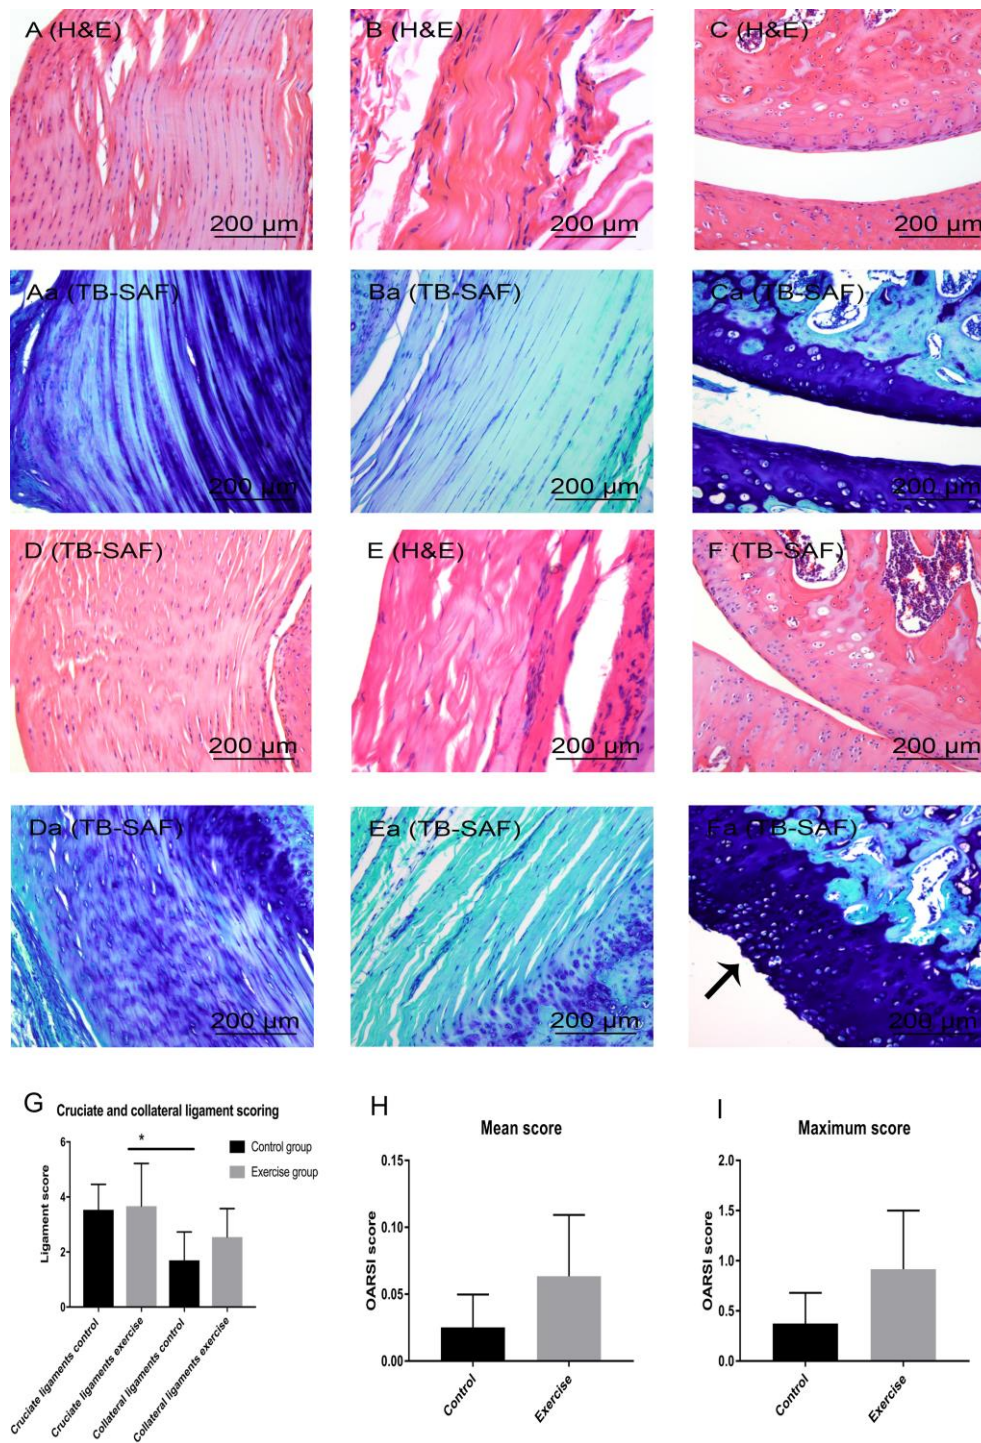 A (H&E)
B (H&E)
C (H&E)
200 µm
200 µm
200 µm
Aa (TB-SAF)
Ba (TB-SAF)
Ca (TB-SAF)
200 µm
200 µm
200 µm
D (TB-SAF)
E (H&E)
F (TB-SAF)
200 µm
200 µm
200 µm
Da (TB-SAF)
Ea (TB-SAF)
Fa (TB-SAF)
200 µm
200 µm
200 µm
G
Cruciate and collateral ligament scoring
Ligament score
6
4
2
0
*
Control group
Exercise group
Cruciate ligaments control
Cruciate ligaments exercise
Collateral ligaments control
Collateral ligaments exercise
H
Mean score
OARSI score
0.15
0.10
0.05
0.00
Control
Exercise
I
Maximum score
OARSI score
2.0
1.5
1.0
0.5
0.0
Control
Exercise